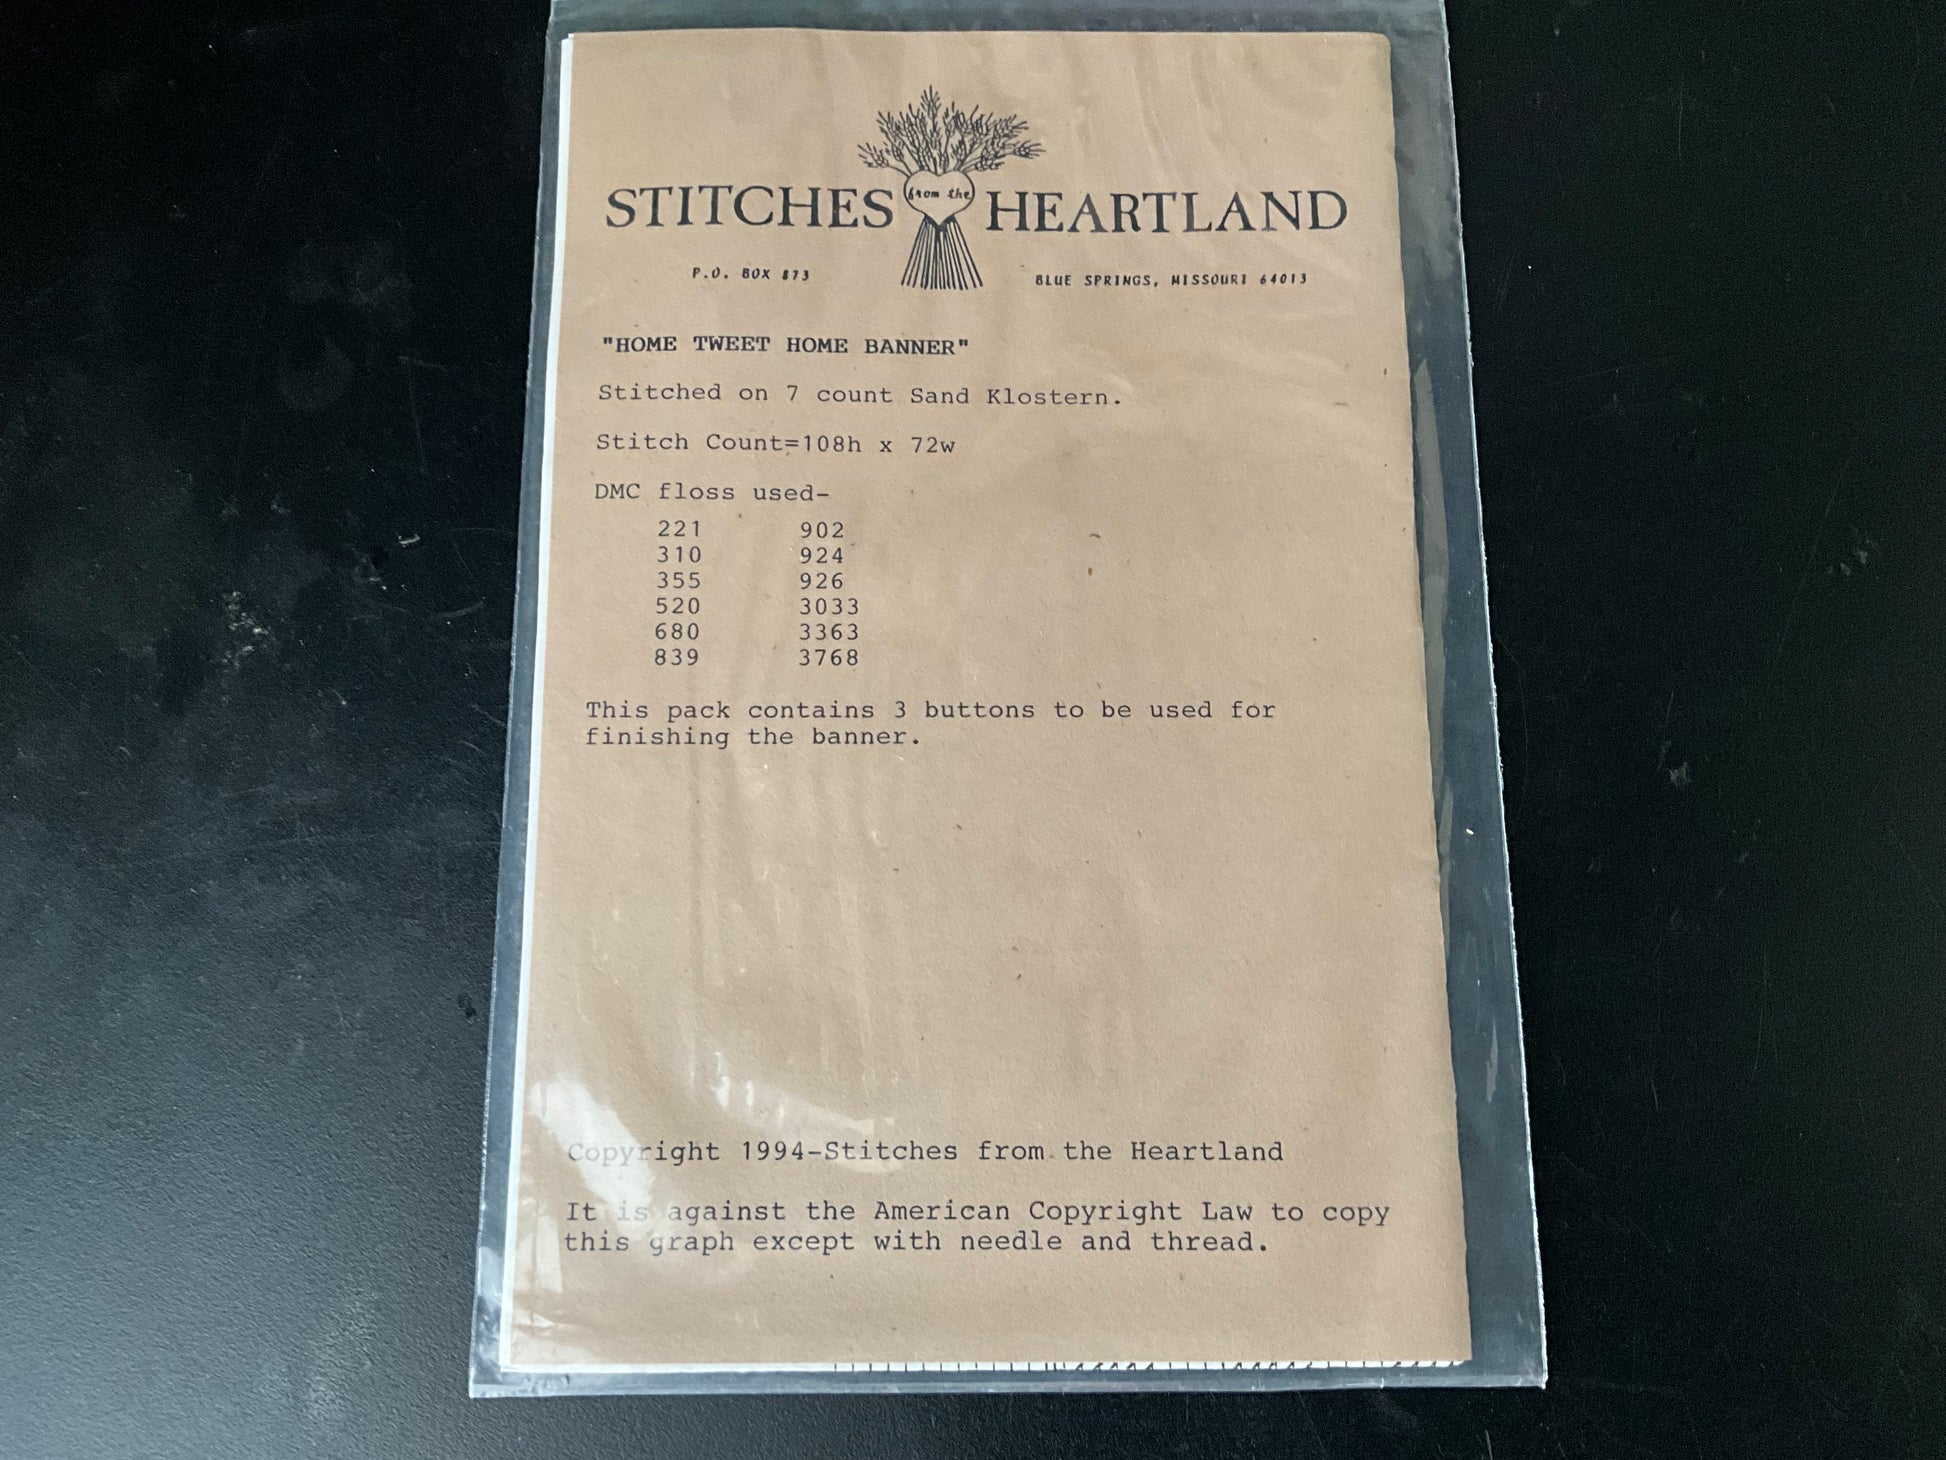 STITCHES from the HEARTLAND
P.O. BOX 873 BLUE SPRINGS, MISSOURI 64013
"HOME TWEET HOME BANNER"
Stitched on 7 count Sand Klostern.
Stitch Count=108h x 72w
DMC floss used-
221 902
310 924
355 926
520 3033
680 3363
839 3768
This pack contains 3 buttons to be used for
finishing the banner.
Copyright 1994-Stitches from the Heartland
It is against the American Copyright Law to copy
this graph except with needle and thread.